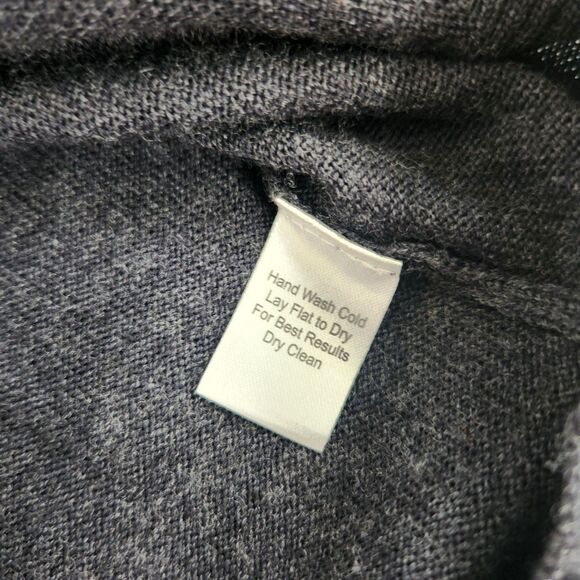 Hand Wash Cold
Lay Flat to Dry
For Best Results
Dry Clean